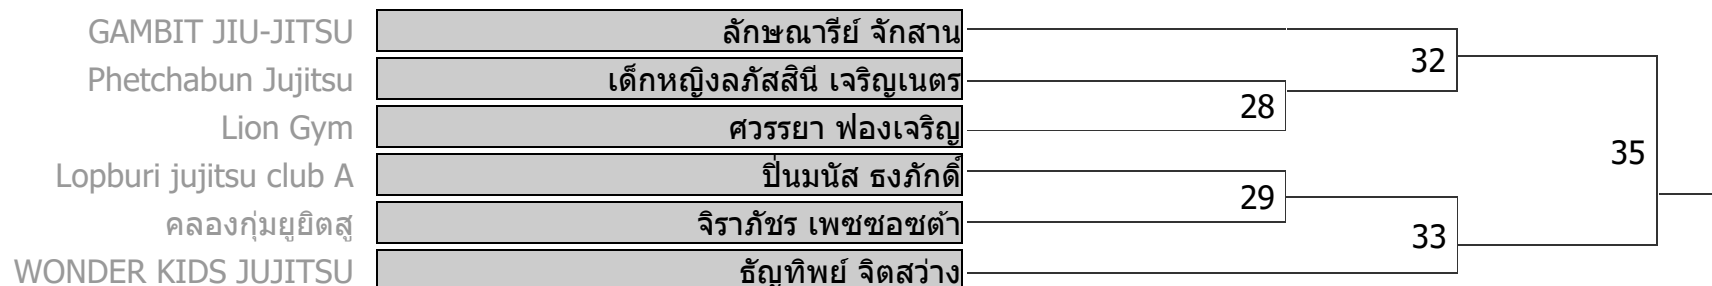 GAMBIT JIU-JITSU ลักษณารีย์ จักสาน
32
Phetchabun Jujitsu เด็กหญิงลภัสสินี เจริญเนตร
28
Lion Gym ศวรรยา ฟองเจริญ
35
Lopburi jujitsu club A ปิ่นมนัส ธงภักดิ์
29
คลองกุ่มยูยิตสู จิราภัชร เพซซอซต้า
33
WONDER KIDS JUJITSU ธัญทิพย์ จิตสว่าง